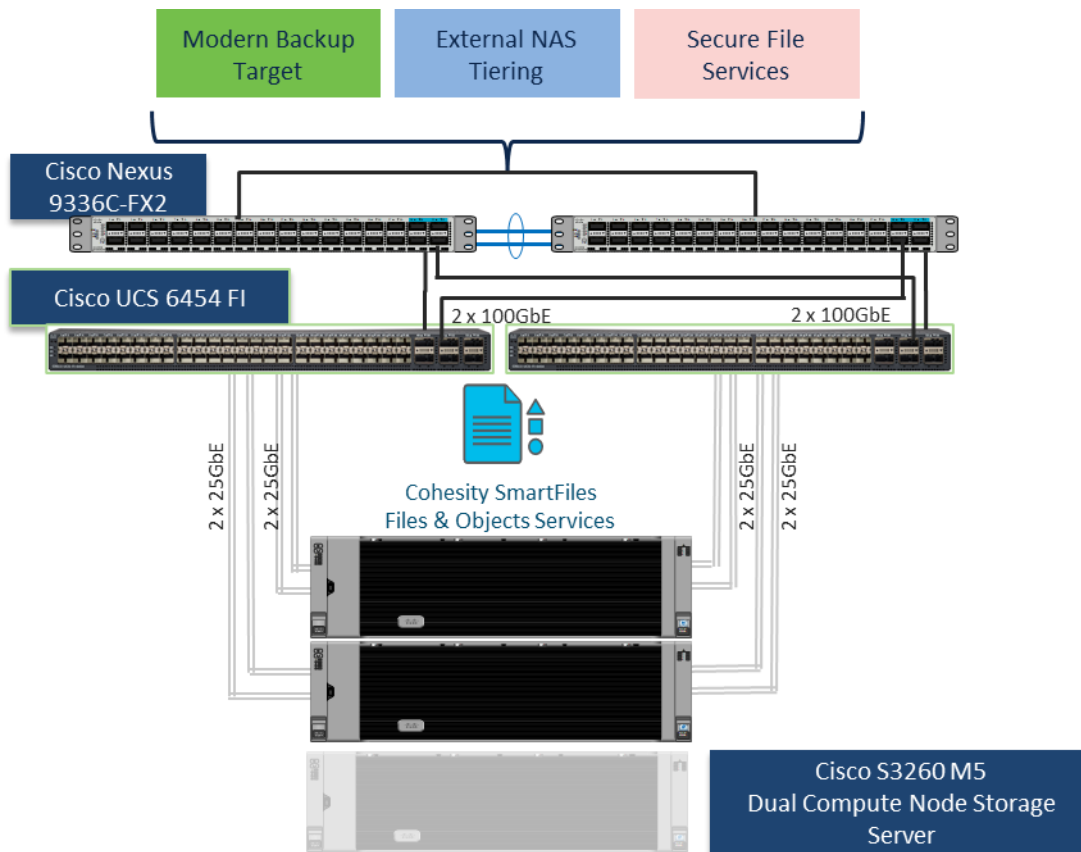 Modern Backup
Target
External NAS
Tiering
Secure File
Services
Cisco Nexus
9336C-FX2
Cisco UCS 6454 FI
2 x 100GbE
2 x 100GbE
2 x 25GbE
2 x 25GbE
2 x 25GbE
2 x 25GbE
Cohesity SmartFiles
Files & Objects Services
Cisco S3260 M5
Dual Compute Node Storage
Server